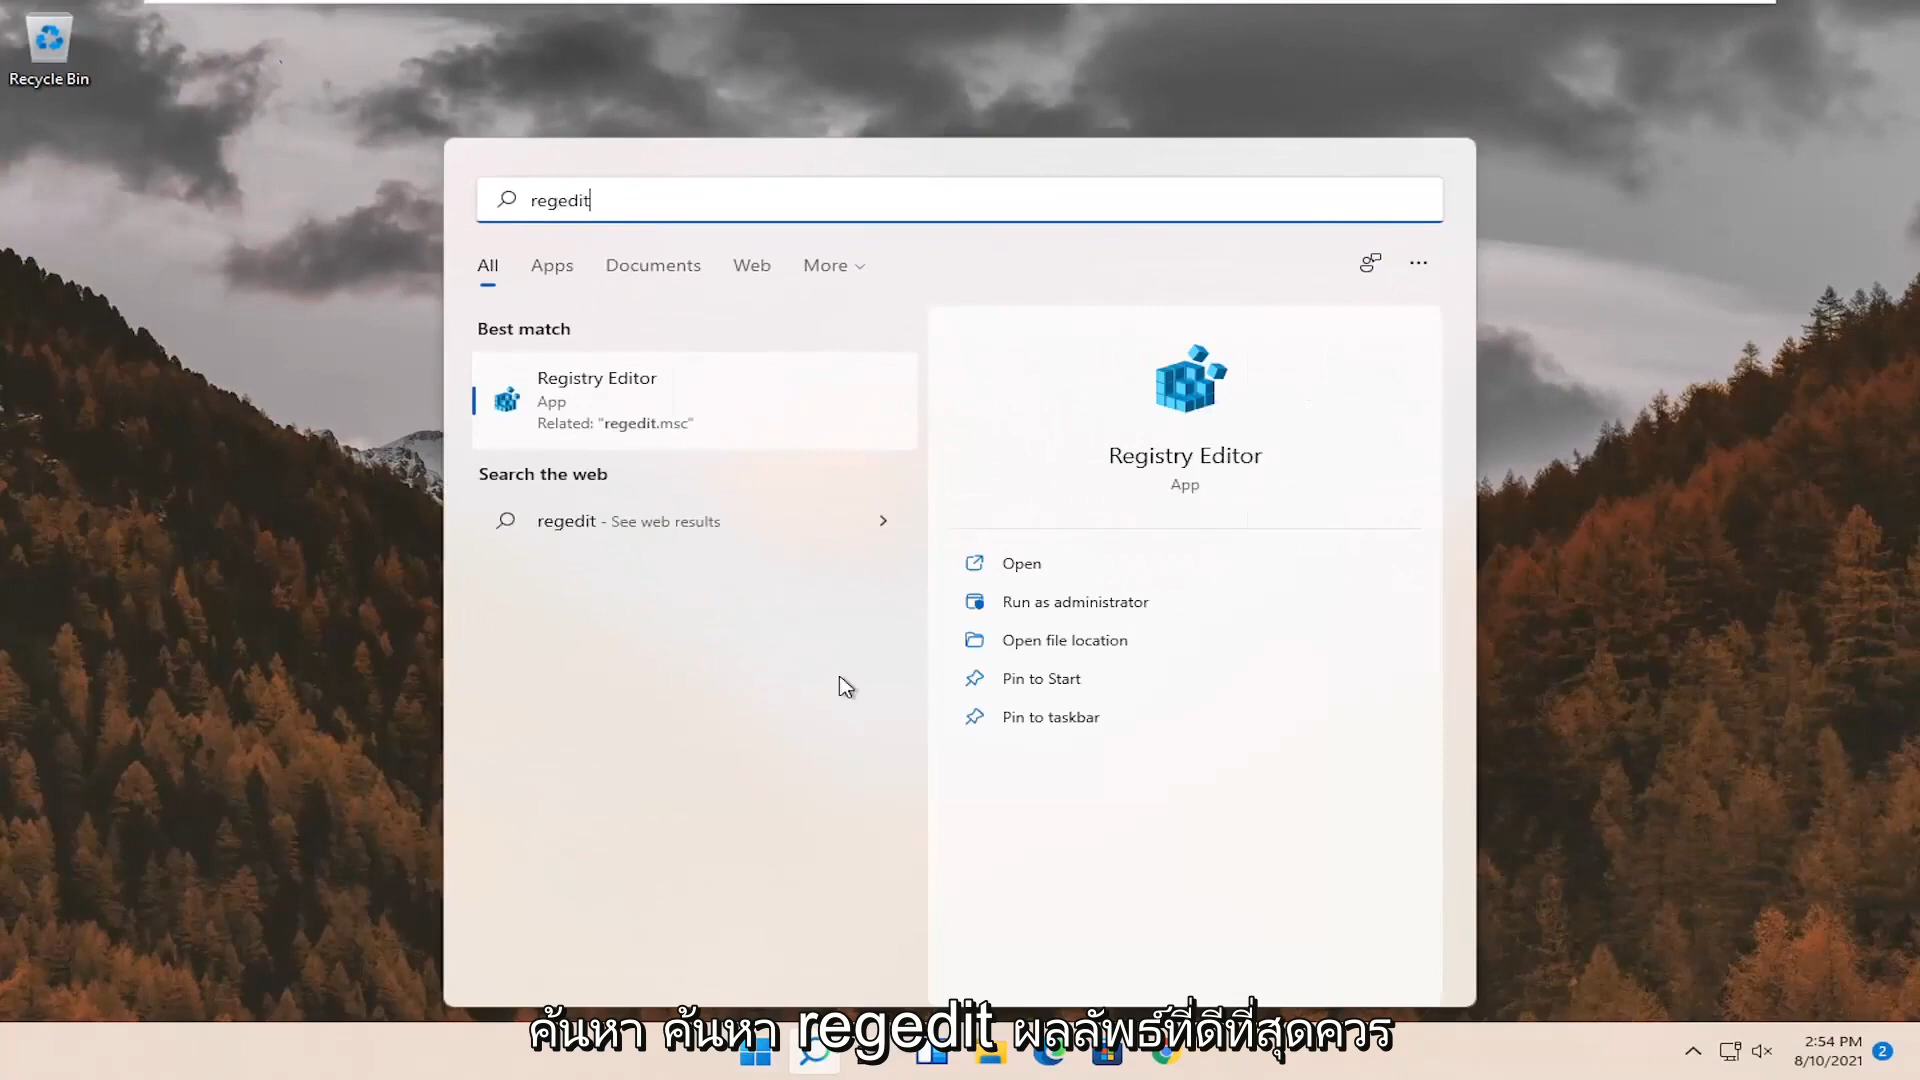 Recycle Bin
regedit
All Apps Documents Web More
Best match
Registry Editor
App
Related: "regedit.msc"
Search the web
regedit - See web results
Registry Editor
App
Open
Run as administrator
Open file location
Pin to Start
Pin to taskbar
ค้นหา ค้นหา regedit ผลลัพธ์ที่ดีที่สุดควร
2:54 PM
8/10/2021
2